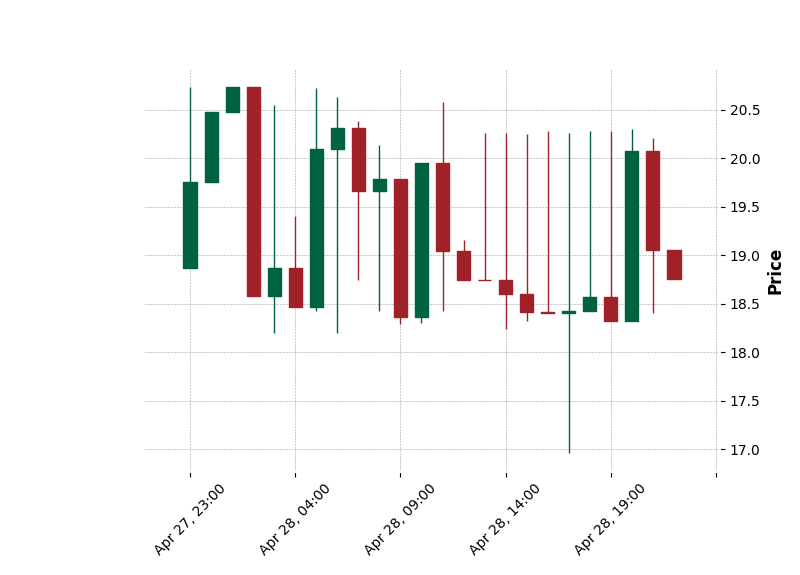 20.5
20.0
19.5
19.0
18.5
18.0
17.5
17.0
Price
Apr 27, 23:00
Apr 28, 04:00
Apr 28, 09:00
Apr 28, 14:00
Apr 28, 19:00